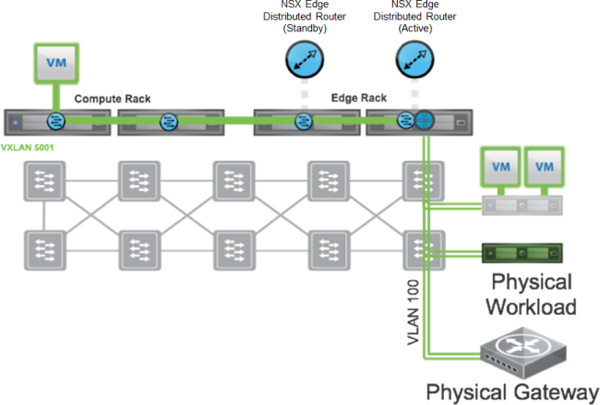 NSX Edge
Distributed Router
(Standby)
NSX Edge
Distributed Router
(Active)
VM
Compute Rack
Edge Rack
VXLAN 5001
VM
VM
Physical
Workload
VLAN 100
Physical Gateway